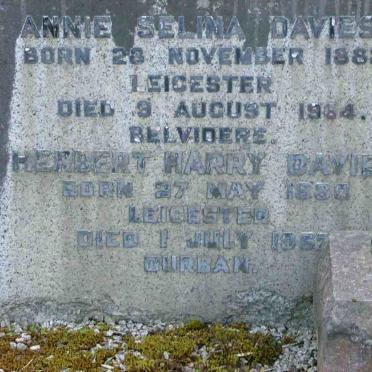 ANNIE SELINA DAVIES
BORN 28 NOVEMBER
LEICESTER
DIED 9 AUGUST 1964.
BELVIDERE.
HERBERT HARRY DAVIE
BORN 27 MAY 1880
LEICESTER
DIED 1 JULY
DURBAN.